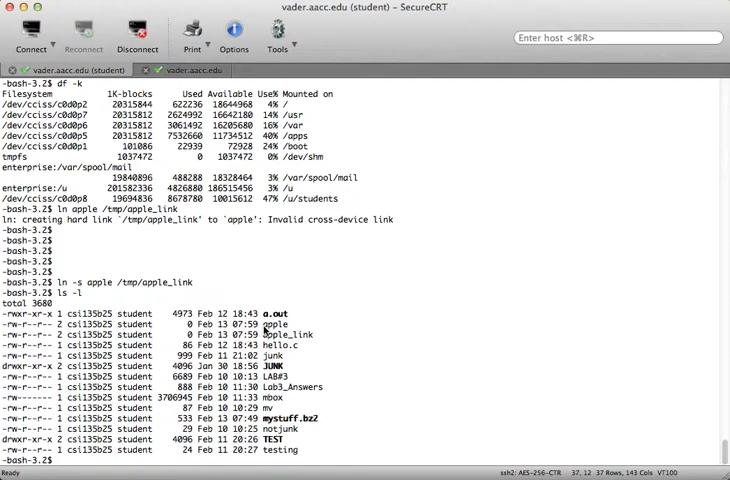 vader.aacc.edu (student) — SecureCRT
Connect
Reconnect
Disconnect
Print
Options
Tools
Enter host <⌘R>
vader.aacc.edu (student)
vader.aacc.edu
-bash-3.2$ df -k
Filesystem 1K-blocks Used Available Use% Mounted on
/dev/cciss/c0d0p2 20315844 622236 18644968 4% /
/dev/cciss/c0d0p7 20315812 2624992 16642180 14% /usr
/dev/cciss/c0d0p6 20315812 3061492 16205680 16% /var
/dev/cciss/c0d0p5 20315812 7532660 11734512 40% /apps
/dev/cciss/c0d0p1 101086 22939 72928 24% /boot
tmpfs 1037472 0 1037472 0% /dev/shm
enterprise:/var/spool/mail
19840896 488288 18328464 3% /var/spool/mail
enterprise:/u 201582336 4826880 186515456 3% /u
/dev/cciss/c0d0p8 19694836 8678780 10015612 47% /u/students
-bash-3.2$ ln apple /tmp/apple_link
ln: creating hard link `/tmp/apple_link' to `apple': Invalid cross-device link
-bash-3.2$
-bash-3.2$
-bash-3.2$
-bash-3.2$
-bash-3.2$
-bash-3.2$ ln -s apple /tmp/apple_link
-bash-3.2$ ls -l
total 3680
-rwxr-xr-x 1 csi135b25 student 4973 Feb 12 18:43 a.out
-rw-r--r-- 2 csi135b25 student 0 Feb 13 07:59 apple
-rw-r--r-- 2 csi135b25 student 0 Feb 13 07:59 apple_link
-rw-r--r-- 1 csi135b25 student 86 Feb 12 18:43 hello.c
-rw-r--r-- 1 csi135b25 student 999 Feb 11 21:02 junk
drwxr-xr-x 2 csi135b25 student 4096 Jan 30 18:56 JUNK
-rw-r--r-- 1 csi135b25 student 6689 Feb 10 10:13 LAB#3
-rw-r--r-- 1 csi135b25 student 888 Feb 10 11:30 Lab3_Answers
-rw------- 1 csi135b25 student 3706945 Feb 10 11:33 mbox
-rw-r--r-- 1 csi135b25 student 87 Feb 10 10:29 mv
-rw-r--r-- 1 csi135b25 student 533 Feb 13 07:49 mystuff.bz2
-rw-r--r-- 1 csi135b25 student 29 Feb 10 10:25 notjunk
drwxr-xr-x 2 csi135b25 student 4096 Feb 11 20:26 TEST
-rw-r--r-- 1 csi135b25 student 24 Feb 11 20:27 testing
-bash-3.2$
Ready
ssh2: AES-256-CTR 37, 12 37 Rows, 143 Cols VT100